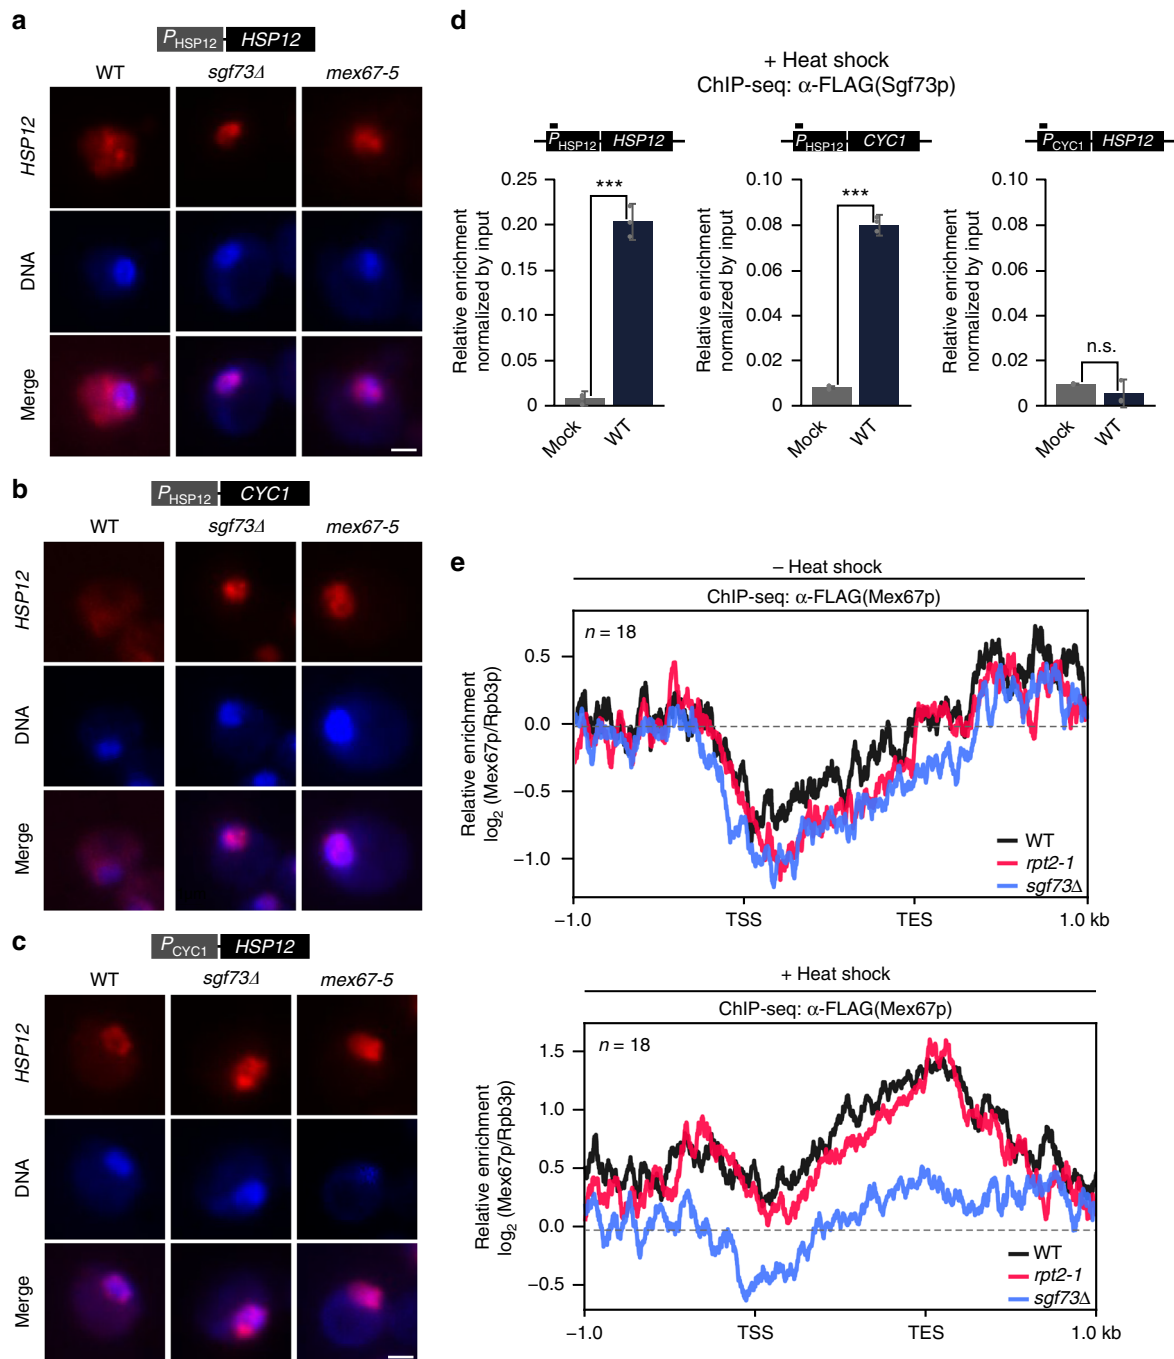 a
P_HSP12 HSP12
WT sgf73Δ mex67-5
HSP12
DNA
Merge
b
P_HSP12 CYC1
WT sgf73Δ mex67-5
HSP12
DNA
Merge
c
P_CYC1 HSP12
WT sgf73Δ mex67-5
HSP12
DNA
Merge
d
+ Heat shock
ChIP-seq: α-FLAG(Sgf73p)
P_HSP12 HSP12
Relative enrichment
normalized by input
0.25
0.20
0.15
0.10
0.05
0
***
Mock WT
P_HSP12 CYC1
Relative enrichment
normalized by input
0.10
0.08
0.06
0.04
0.02
0
***
Mock WT
P_CYC1 HSP12
Relative enrichment
normalized by input
0.10
0.08
0.06
0.04
0.02
0
n.s.
Mock WT
e
– Heat shock
ChIP-seq: α-FLAG(Mex67p)
n = 18
Relative enrichment
log₂ (Mex67p/Rpb3p)
0.5
0.0
−0.5
−1.0
WT
rpt2-1
sgf73Δ
−1.0 TSS TES 1.0 kb
+ Heat shock
ChIP-seq: α-FLAG(Mex67p)
n = 18
Relative enrichment
log₂ (Mex67p/Rpb3p)
1.5
1.0
0.5
0.0
−0.5
WT
rpt2-1
sgf73Δ
−1.0 TSS TES 1.0 kb